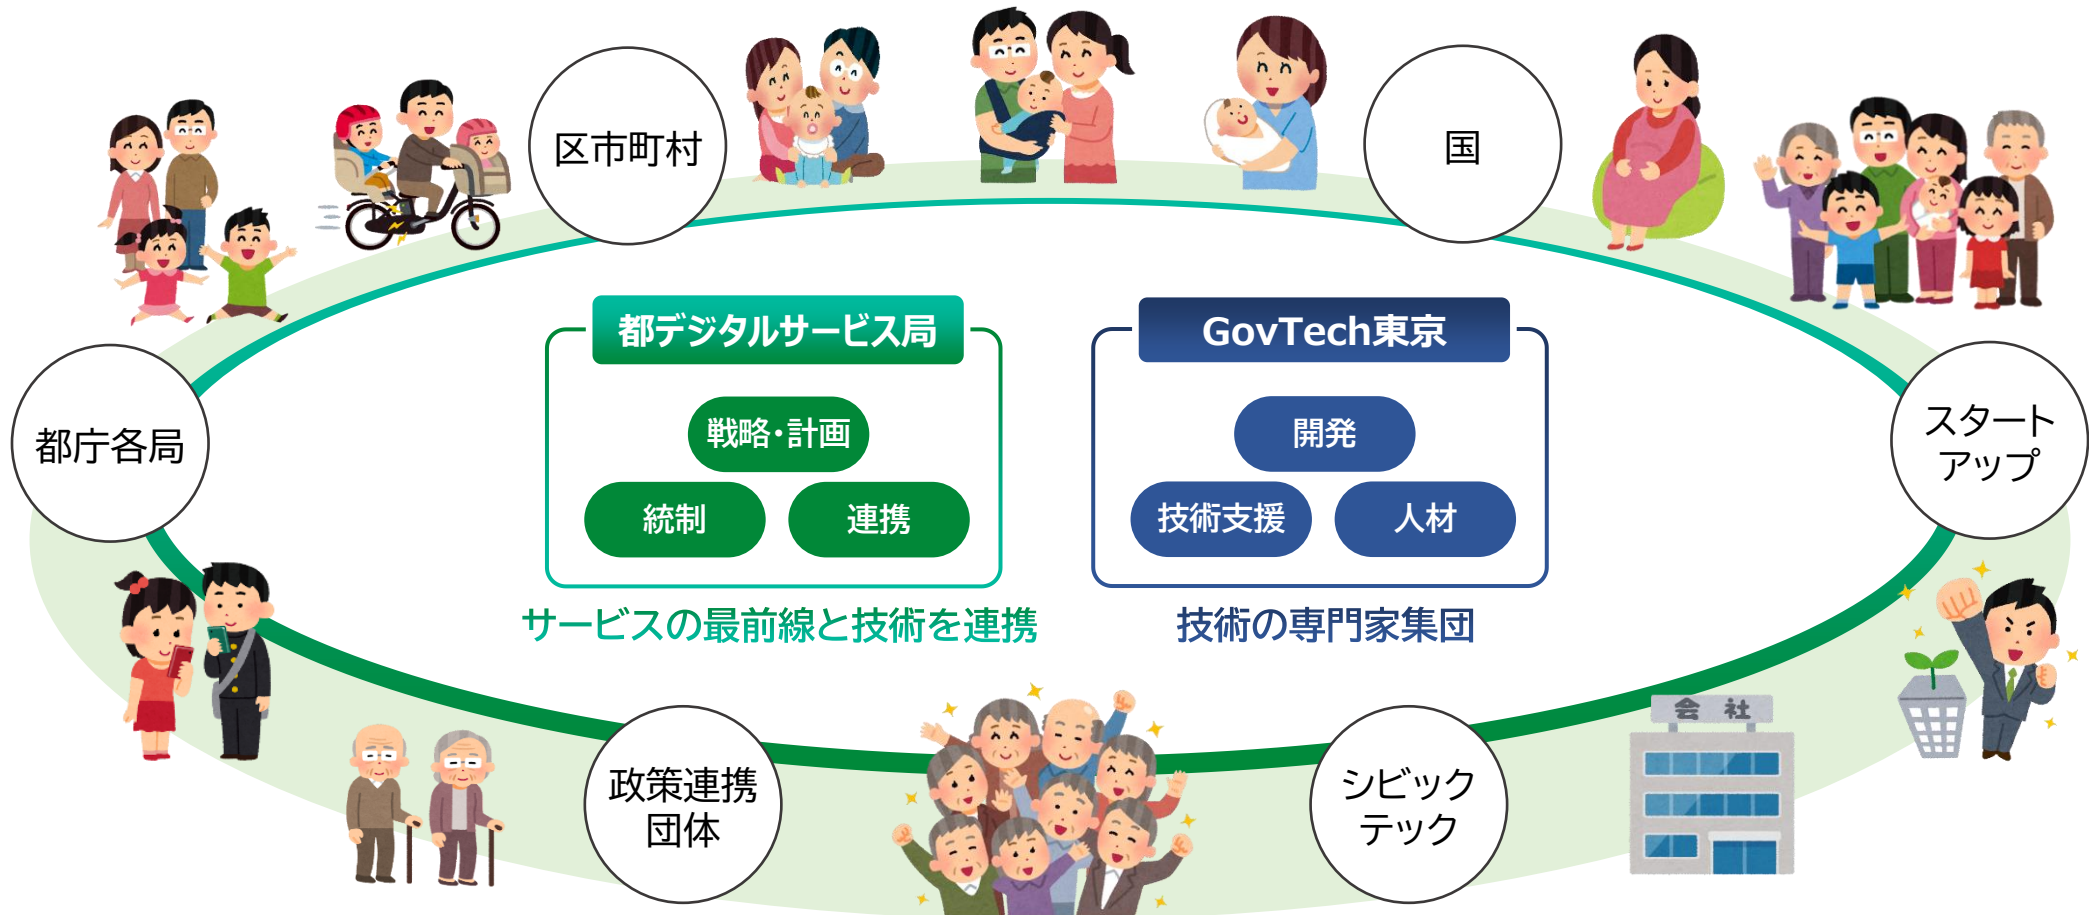 区市町村
国
都庁各局
スタート
アップ
都デジタルサービス局
戦略・計画
統制
連携
サービスの最前線と技術を連携
GovTech東京
開発
技術支援
人材
技術の専門家集団
政策連携
団体
シビック
テック
会社